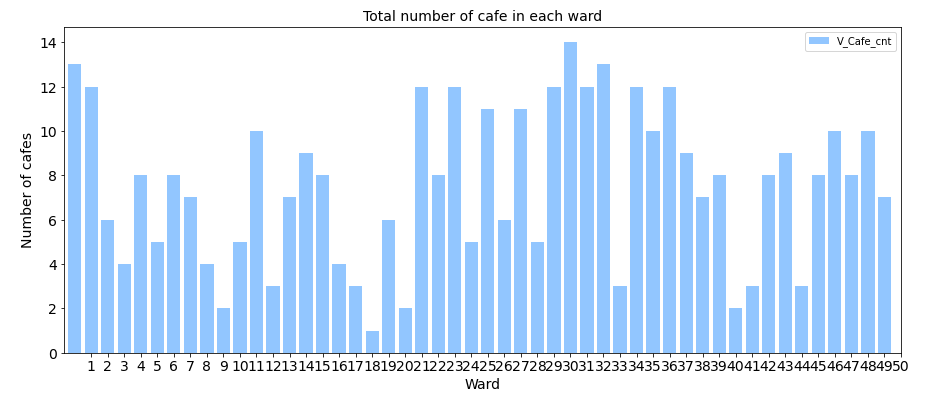 Total number of cafe in each ward
V_Cafe_cnt
14
12
10
8
6
4
2
0
Number of cafes
1 2 3 4 5 6 7 8 9 10 11 12 13 14 15 16 17 18 19 20 21 22 23 24 25 26 27 28 29 30 31 32 33 34 35 36 37 38 39 40 41 42 43 44 45 46 47 48 49 50
Ward